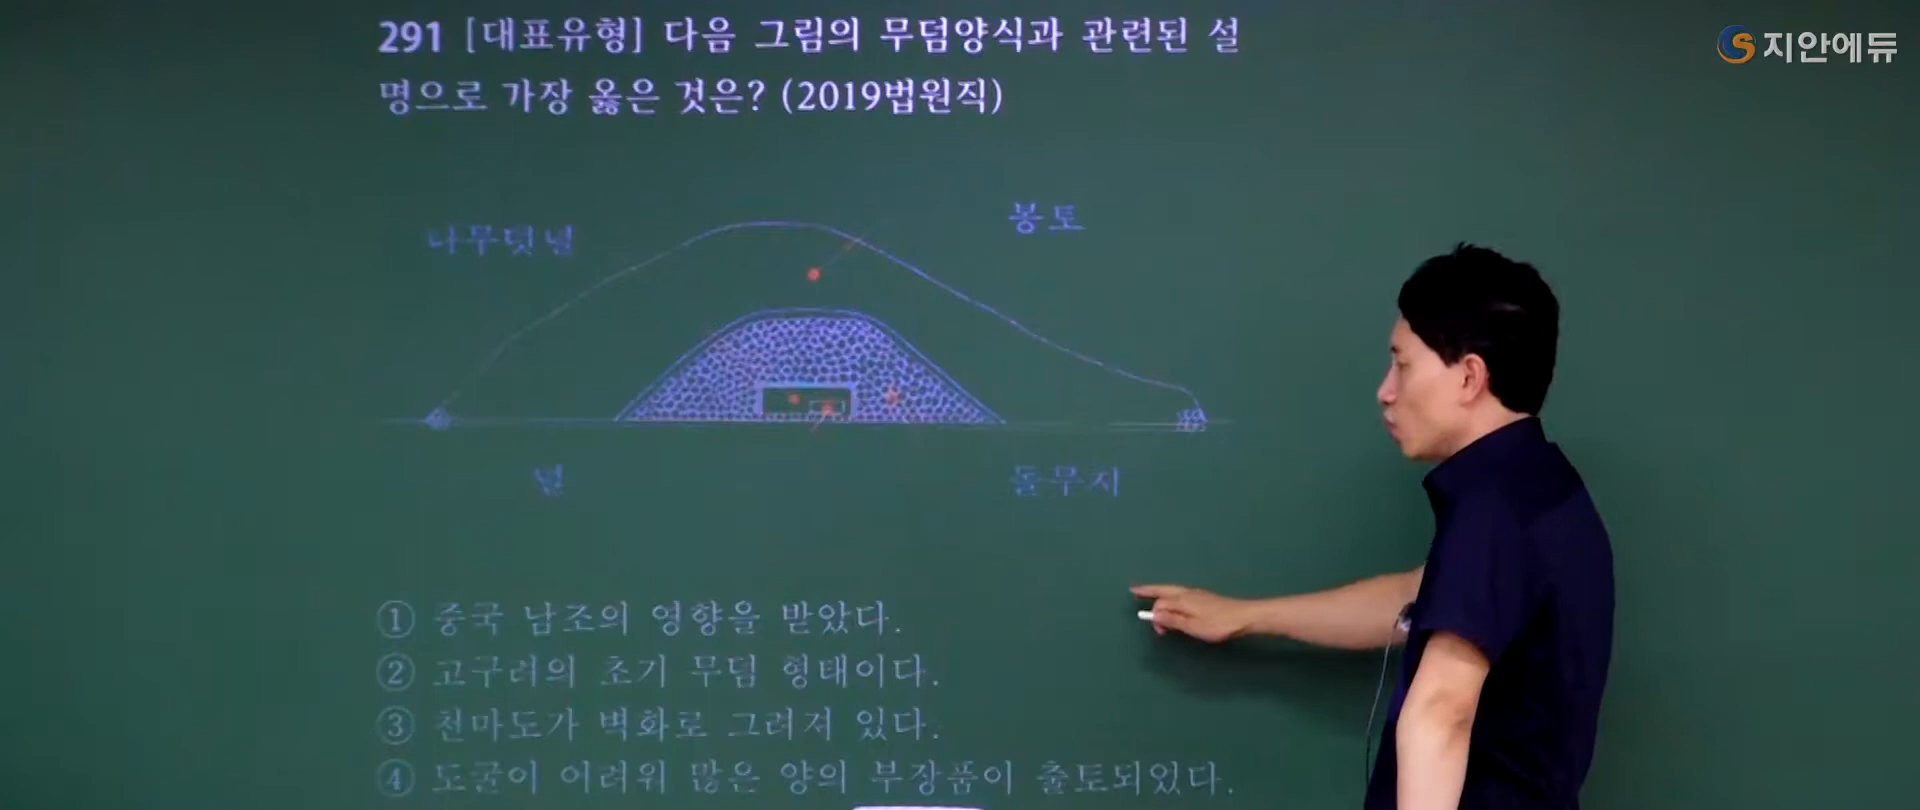 291 [대표유형] 다음 그림의 무덤양식과 관련된 설
명으로 가장 옳은 것은? (2019법원직)
지안에듀
나무덧널
봉토
널
돌무지
① 중국 남조의 영향을 받았다.
② 고구려의 초기 무덤 형태이다.
③ 천마도가 벽화로 그려져 있다.
④ 도굴이 어려워 많은 양의 부장품이 출토되었다.